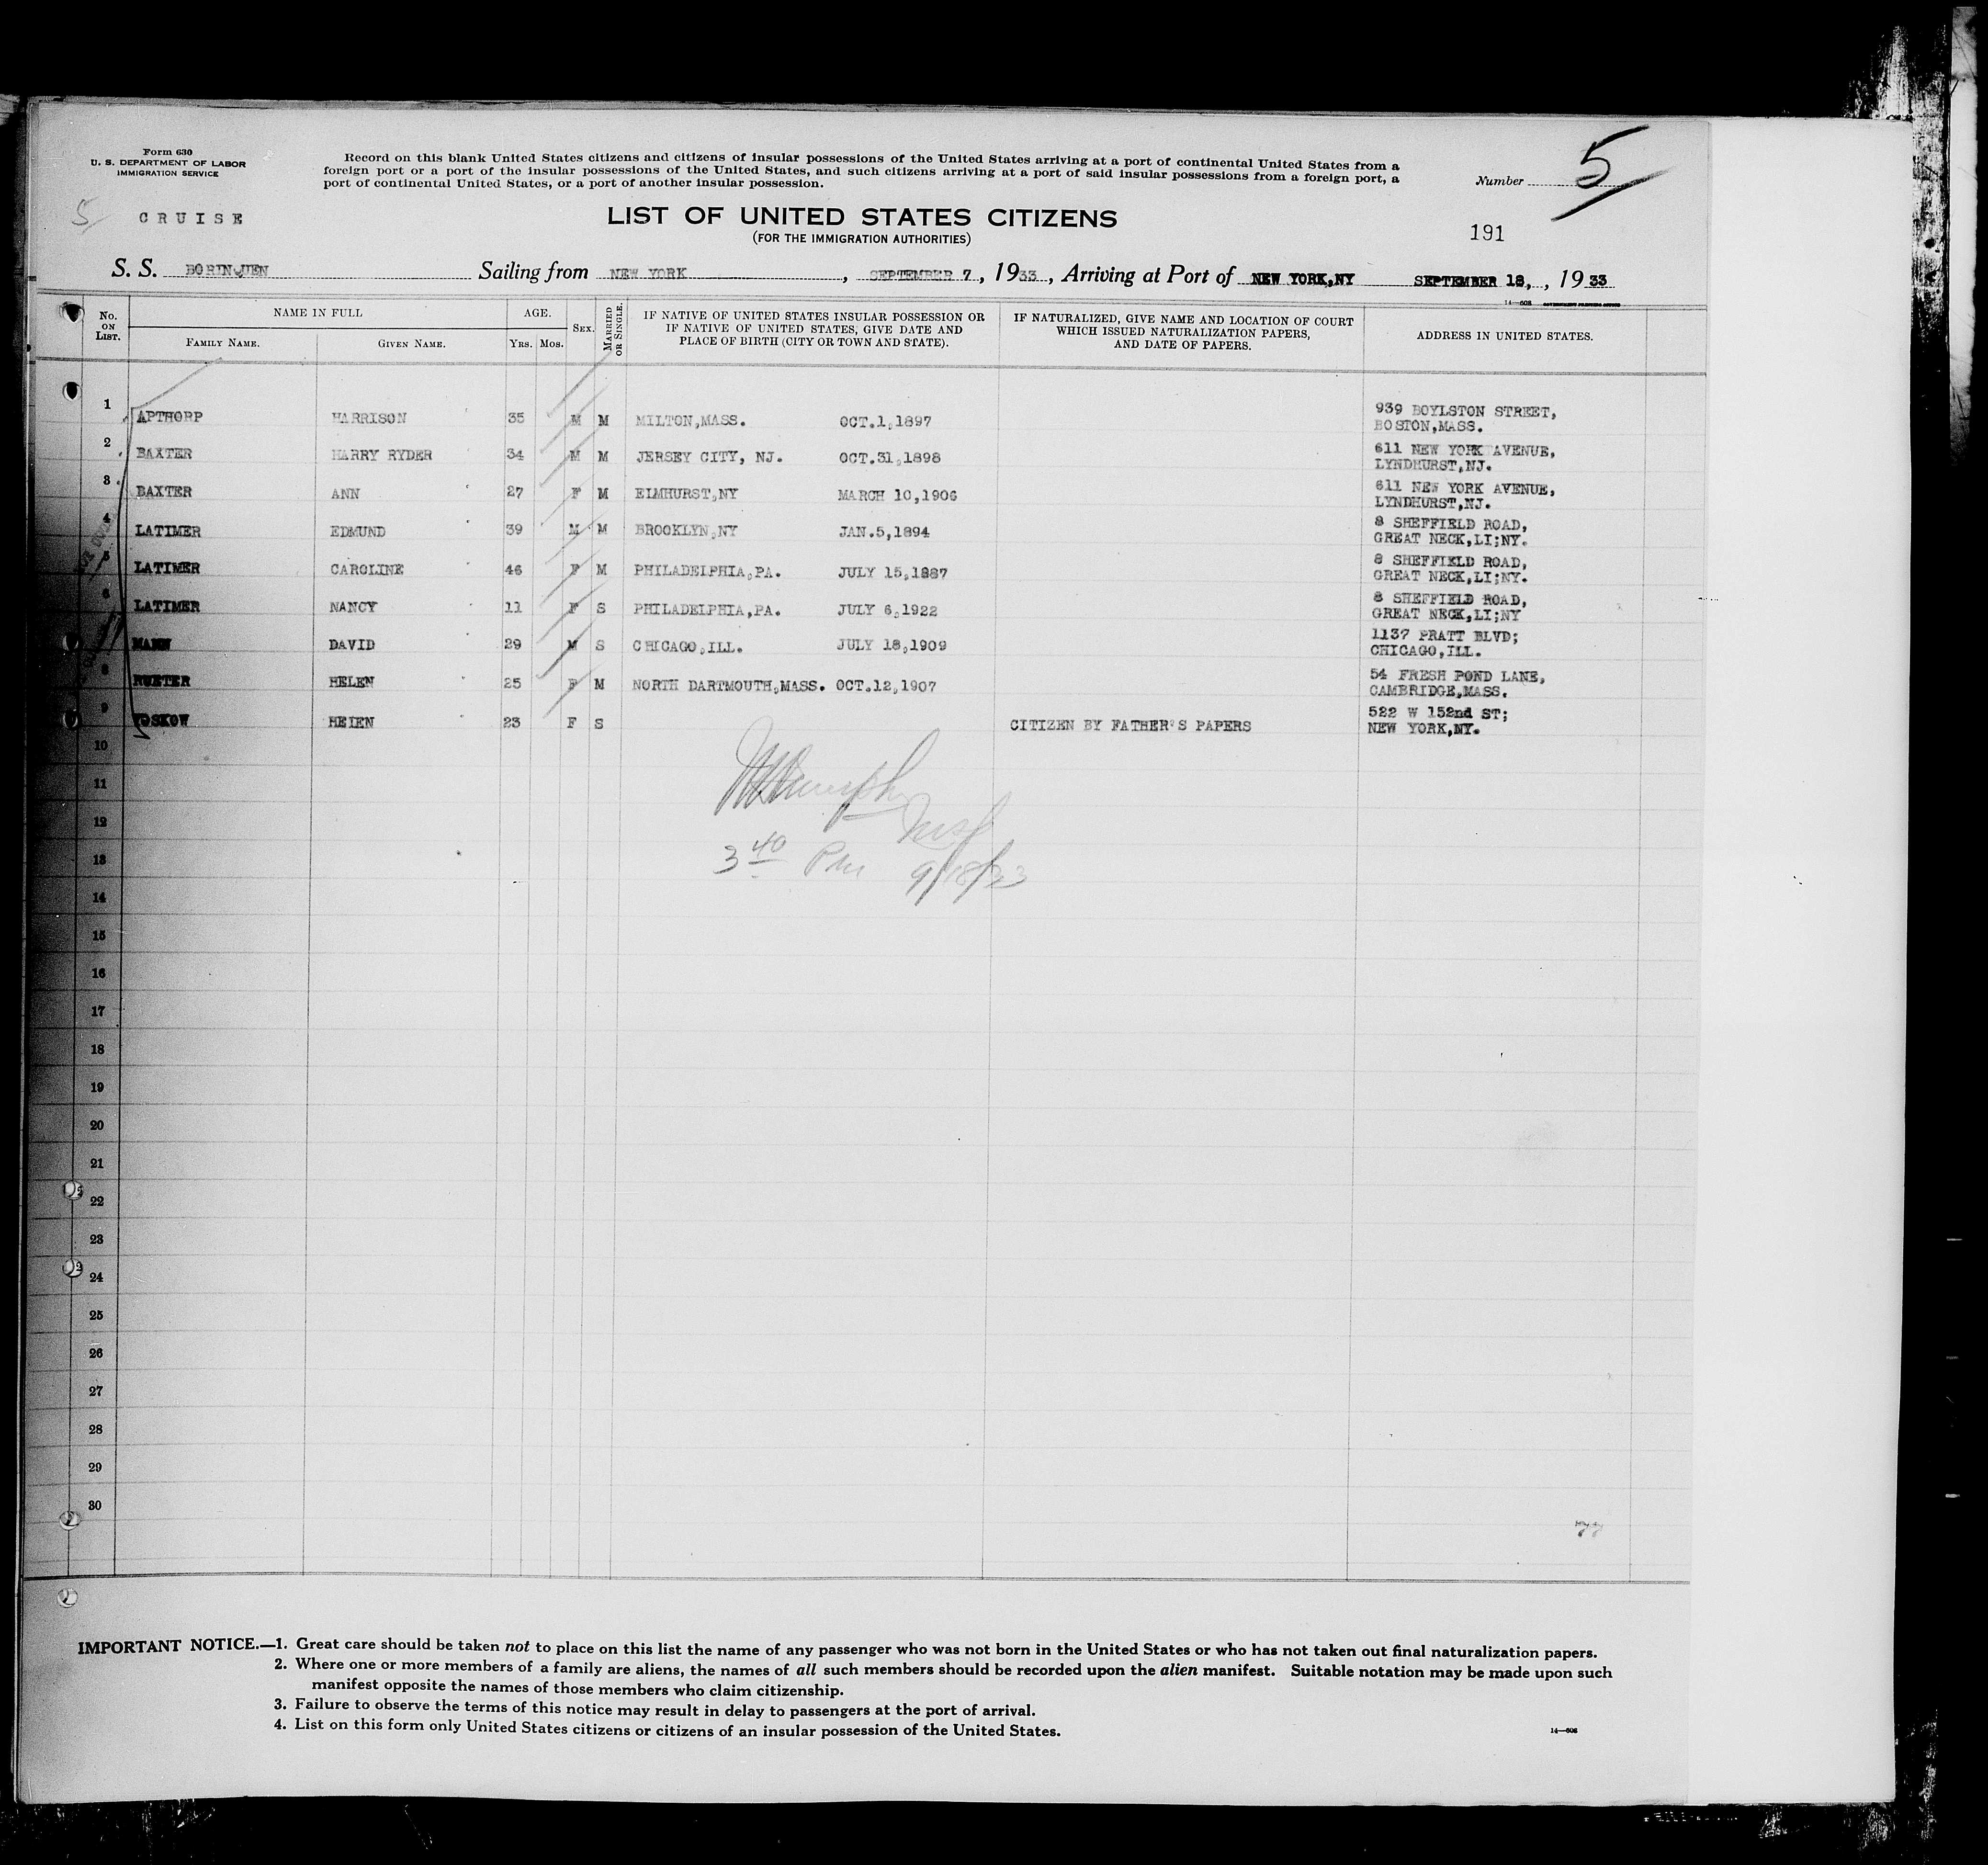 Form 630
U. S. DEPARTMENT OF LABOR
IMMIGRATION SERVICE
Record on this blank United States citizens and citizens of insular possessions of the United States arriving at a port of continental United States from a
foreign port or a port of the insular possessions of the United States, and such citizens arriving at a port of said insular possessions from a foreign port, a
port of continental United States, or a port of another insular possession.
Number 5
5 CRUISE
LIST OF UNITED STATES CITIZENS
(FOR THE IMMIGRATION AUTHORITIES)
191
S. S. BORINQUEN Sailing from NEW YORK, SEPTEMBER 7, 1933, Arriving at Port of NEW YORK,NY SEPTEMBER 18,, 1933
14—608 GOVERNMENT PRINTING OFFICE
No. ON LIST.
NAME IN FULL
FAMILY NAME. GIVEN NAME.
AGE.
YRS. MOS.
SEX.
MARRIED OR SINGLE.
IF NATIVE OF UNITED STATES INSULAR POSSESSION OR
IF NATIVE OF UNITED STATES, GIVE DATE AND
PLACE OF BIRTH (CITY OR TOWN AND STATE).
IF NATURALIZED, GIVE NAME AND LOCATION OF COURT
WHICH ISSUED NATURALIZATION PAPERS,
AND DATE OF PAPERS.
ADDRESS IN UNITED STATES.
1 APTHORP HARRISON 35 M M MILTON,MASS. OCT.1,1897 939 BOYLSTON STREET,
BOSTON,MASS.
2 BAXTER HARRY RYDER 34 M M JERSEY CITY, NJ. OCT.31,1898 611 NEW YORK AVENUE,
LYNDHURST,NJ.
3 BAXTER ANN 27 F M ELMHURST,NY MARCH 10,1906 611 NEW YORK AVENUE,
LYNDHURST,NJ.
4 LATIMER EDMUND 39 M M BROOKLYN,NY JAN.5,1894 8 SHEFFIELD ROAD,
GREAT NECK,LI;NY.
5 LATIMER CAROLINE 46 F M PHILADELPHIA,PA. JULY 15,1887 8 SHEFFIELD ROAD,
GREAT NECK,LI;NY.
6 LATIMER NANCY 11 F S PHILADELPHIA,PA. JULY 6,1922 8 SHEFFIELD ROAD,
GREAT NECK,LI;NY
MANN DAVID 29 M S CHICAGO,ILL. JULY 18,1909 1137 PRATT BLVD;
CHICAGO,ILL.
8 HELEN 25 F M NORTH DARTMOUTH,MASS. OCT.12,1907 54 FRESH POND LANE,
CAMBRIDGE,MASS.
9 HELEN 23 F S CITIZEN BY FATHER'S PAPERS 522 W 152nd ST;
NEW YORK,NY.
10
11
12
13
3 40 Pm 9/18/33
14
15
16
17
18
19
20
21
22
23
24
25
26
27
28
29
30
77
IMPORTANT NOTICE.—1. Great care should be taken not to place on this list the name of any passenger who was not born in the United States or who has not taken out final naturalization papers.
2. Where one or more members of a family are aliens, the names of all such members should be recorded upon the alien manifest. Suitable notation may be made upon such
manifest opposite the names of those members who claim citizenship.
3. Failure to observe the terms of this notice may result in delay to passengers at the port of arrival.
4. List on this form only United States citizens or citizens of an insular possession of the United States.
14—608